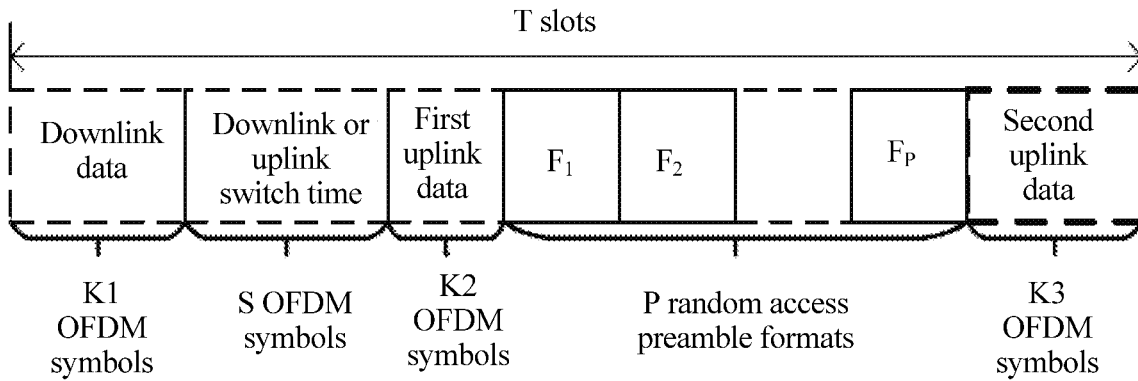 T slots
Downlink
data
Downlink or
uplink
switch time
First
uplink
data
F1
F2
FP
Second
uplink
data
K1
OFDM
symbols
S OFDM
symbols
K2
OFDM
symbols
P random access
preamble formats
K3
OFDM
symbols